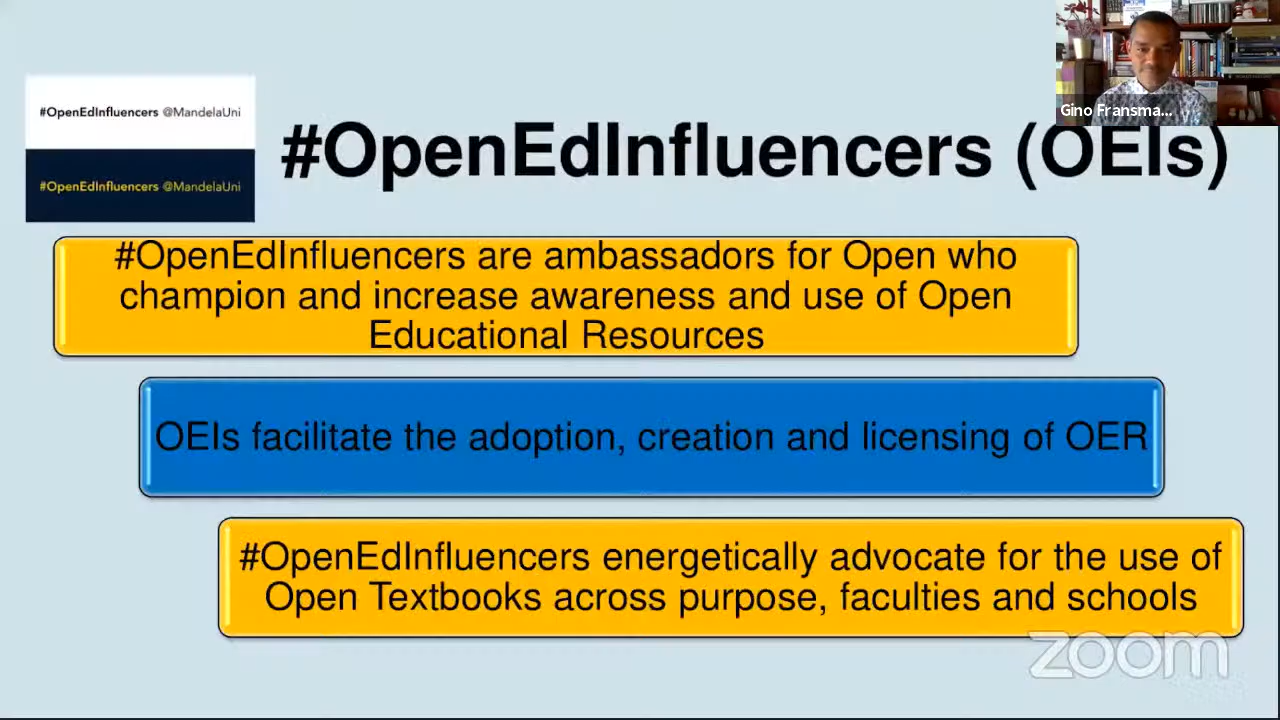 Gino Fransma...
#OpenEdInfluencers @MandelaUni
#OpenEdInfluencers @MandelaUni
#OpenEdInfluencers (OEIs)
#OpenEdInfluencers are ambassadors for Open who
champion and increase awareness and use of Open
Educational Resources
OEIs facilitate the adoption, creation and licensing of OER
#OpenEdInfluencers energetically advocate for the use of
Open Textbooks across purpose, faculties and schools
zoom